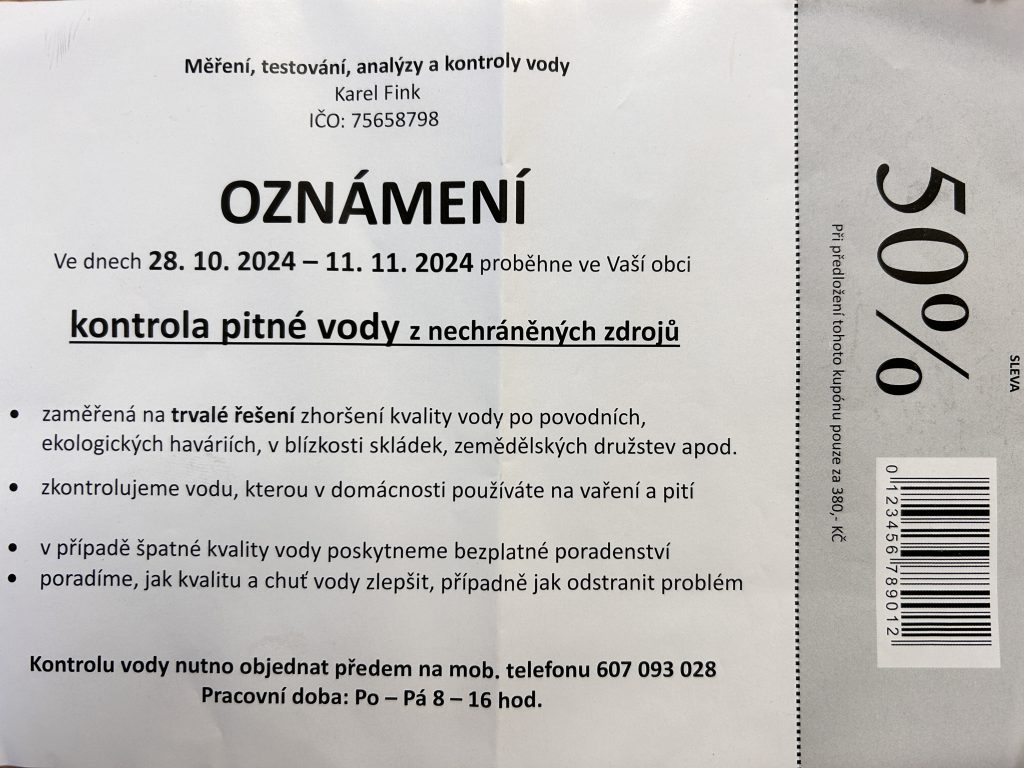 Měření, testování, analýzy a kontroly vody
Karel Fink
IČO: 75658798
OZNÁMENÍ
Ve dnech 28. 10. 2024 – 11. 11. 2024 proběhne ve Vaší obci
kontrola pitné vody z nechráněných zdrojů
• zaměřená na trvalé řešení zhoršení kvality vody po povodních,
ekologických haváriích, v blízkosti skládek, zemědělských družstev apod.
• zkontrolujeme vodu, kterou v domácnosti používáte na vaření a pití
• v případě špatné kvality vody poskytneme bezplatné poradenství
• poradíme, jak kvalitu a chuť vody zlepšit, případně jak odstranit problém
Kontrolu vody nutno objednat předem na mob. telefonu 607 093 028
Pracovní doba: Po – Pá 8 – 16 hod.
SLEVA
50%
Při předložení tohoto kupónu pouze za 380,- Kč
0 123456 789012